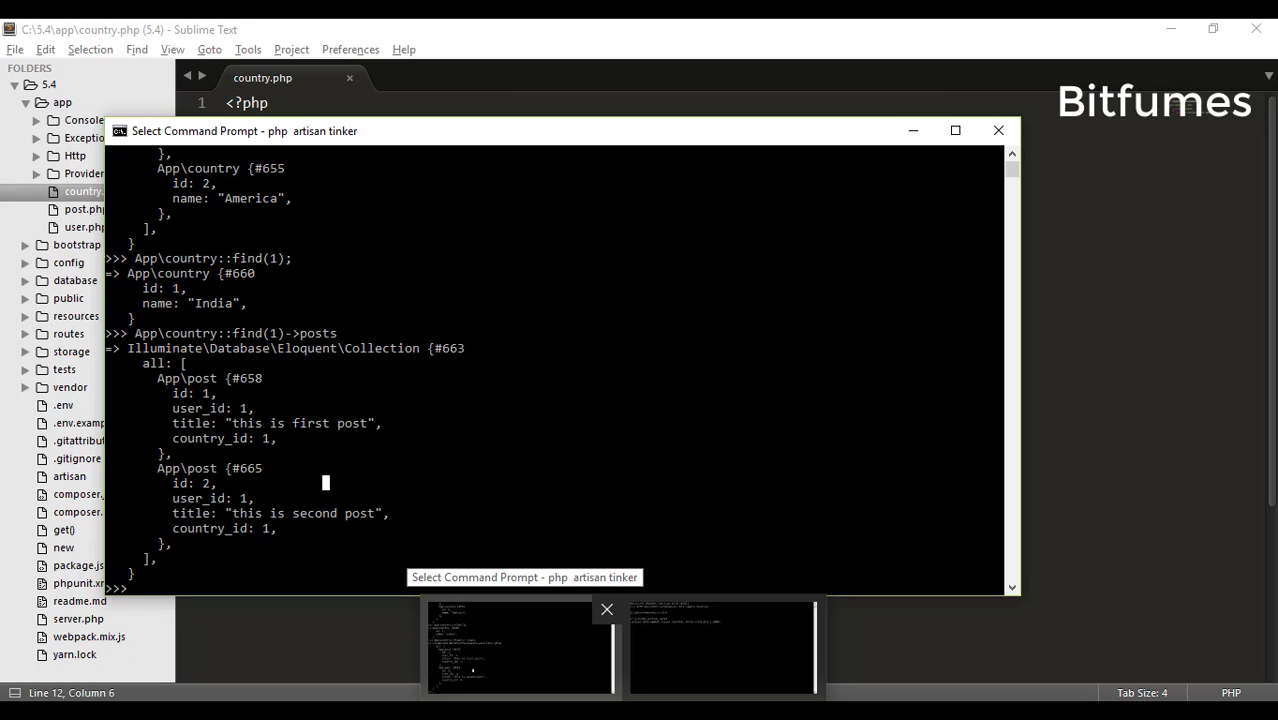 C:\5.4\app\country.php (5.4) - Sublime Text
File Edit Selection Find View Goto Tools Project Preferences Help
FOLDERS
5.4
app
Console
Exception
Http
Provider
country.
post.php
user.php
bootstrap
config
database
public
resources
routes
storage
tests
vendor
.env
.env.examp
.gitattribut
.gitignore
artisan
compose
compose
get()
new
package.js
phpunit.xm
readme.md
server.php
webpack.mix.js
yarn.lock
country.php
1 <?php
Bitfumes
Select Command Prompt - php artisan tinker
},
App\country {#655
id: 2,
name: "America",
},
],
}
>>> App\country::find(1);
=> App\country {#660
id: 1,
name: "India",
}
>>> App\country::find(1)->posts
=> Illuminate\Database\Eloquent\Collection {#663
all: [
App\post {#658
id: 1,
user_id: 1,
title: "this is first post",
country_id: 1,
},
App\post {#665
id: 2,
user_id: 1,
title: "this is second post",
country_id: 1,
},
],
}
>>>
Select Command Prompt - php artisan tinker
Line 12, Column 6
Tab Size: 4
PHP